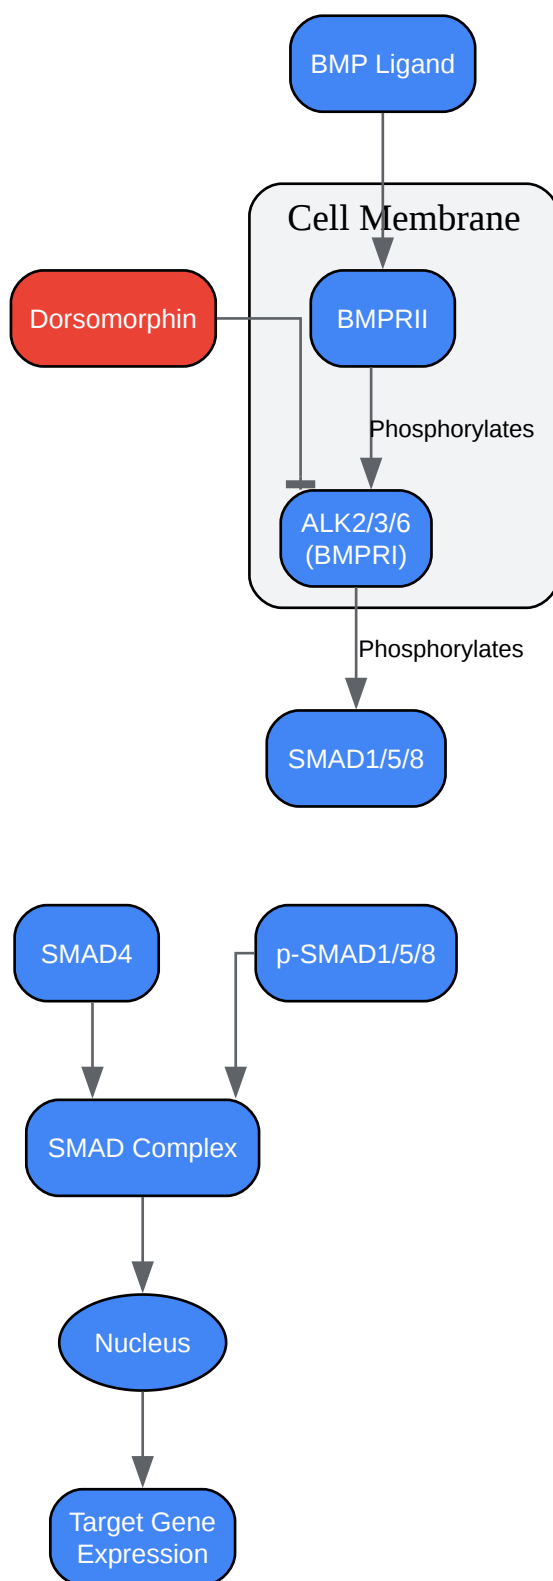 BMP Ligand
Cell Membrane
Dorsomorphin
BMPRII
Phosphorylates
ALK2/3/6
(BMPRI)
Phosphorylates
SMAD1/5/8
SMAD4
p-SMAD1/5/8
SMAD Complex
Nucleus
Target Gene
Expression